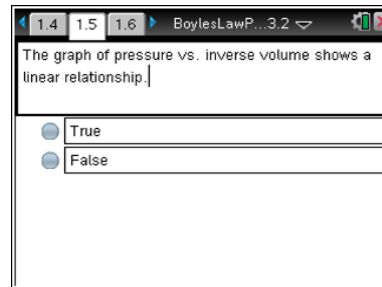 1.4 1.5 1.6 BoylesLawP...3.2
The graph of pressure vs. inverse volume shows a
linear relationship.
True
False